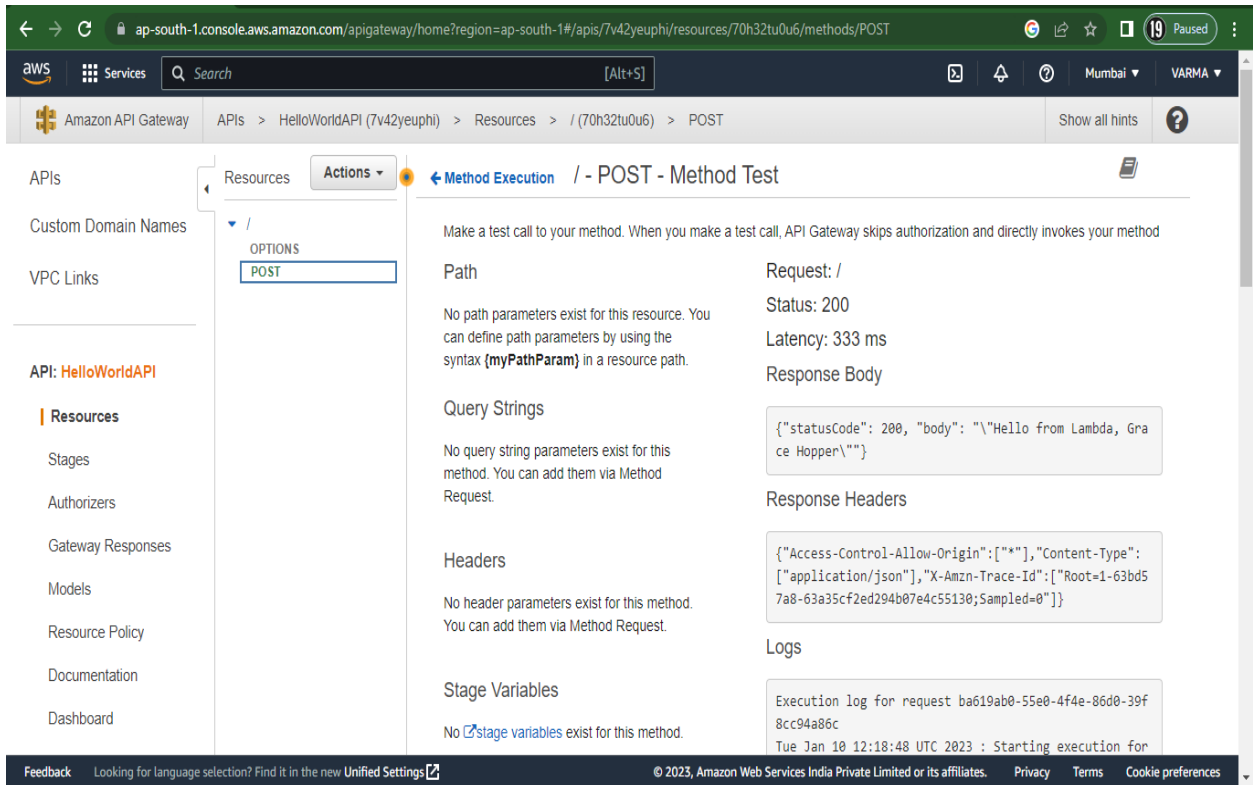 ap-south-1.console.aws.amazon.com/apigateway/home?region=ap-south-1#/apis/7v42yeuphi/resources/70h32tu0u6/methods/POST
19 Paused
aws Services Search [Alt+S] Mumbai VARMA
Amazon API Gateway APIs > HelloWorldAPI (7v42yeuphi) > Resources > / (70h32tu0u6) > POST Show all hints
APIs
Custom Domain Names
VPC Links
API: HelloWorldAPI
Resources
Stages
Authorizers
Gateway Responses
Models
Resource Policy
Documentation
Dashboard
Resources Actions
/
OPTIONS
POST
Method Execution / - POST - Method Test
Make a test call to your method. When you make a test call, API Gateway skips authorization and directly invokes your method
Path
No path parameters exist for this resource. You
can define path parameters by using the
syntax {myPathParam} in a resource path.
Query Strings
No query string parameters exist for this
method. You can add them via Method
Request.
Headers
No header parameters exist for this method.
You can add them via Method Request.
Stage Variables
No stage variables exist for this method.
Request: /
Status: 200
Latency: 333 ms
Response Body
{"statusCode": 200, "body": "\"Hello from Lambda, Gra
ce Hopper\""}
Response Headers
{"Access-Control-Allow-Origin":["*"],"Content-Type":
["application/json"],"X-Amzn-Trace-Id":["Root=1-63bd5
7a8-63a35cf2ed294b07e4c55130;Sampled=0"]}
Logs
Execution log for request ba619ab0-55e0-4f4e-86d0-39f
8cc94a86c
Tue Jan 10 12:18:48 UTC 2023 : Starting execution for
Feedback Looking for language selection? Find it in the new Unified Settings © 2023, Amazon Web Services India Private Limited or its affiliates. Privacy Terms Cookie preferences